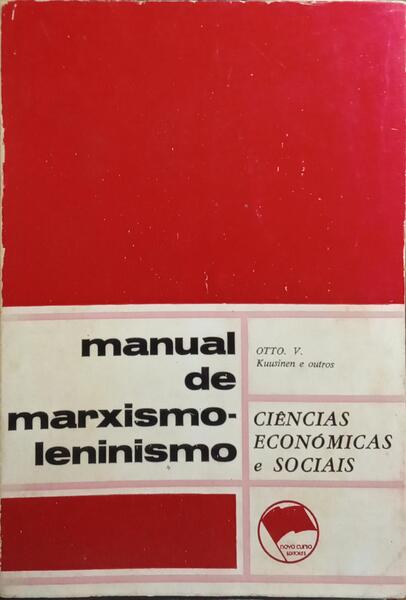 manual
de
marxismo-
leninismo
OTTO. V.
Kuusinen e outros
CIÊNCIAS
ECONÓMICAS
e SOCIAIS
novo curso
EDITORES